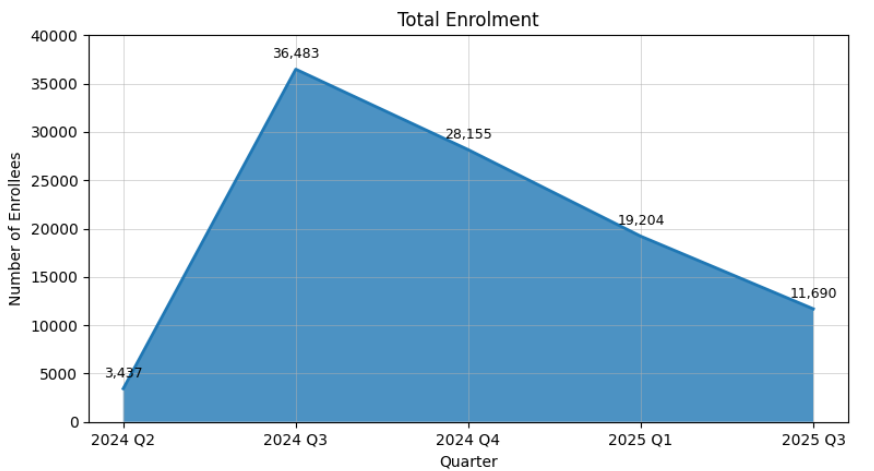 Total Enrolment
40000
35000
30000
25000
20000
15000
10000
5000
0
Number of Enrollees
36,483
28,155
19,204
11,690
3,437
2024 Q2
2024 Q3
2024 Q4
2025 Q1
2025 Q3
Quarter